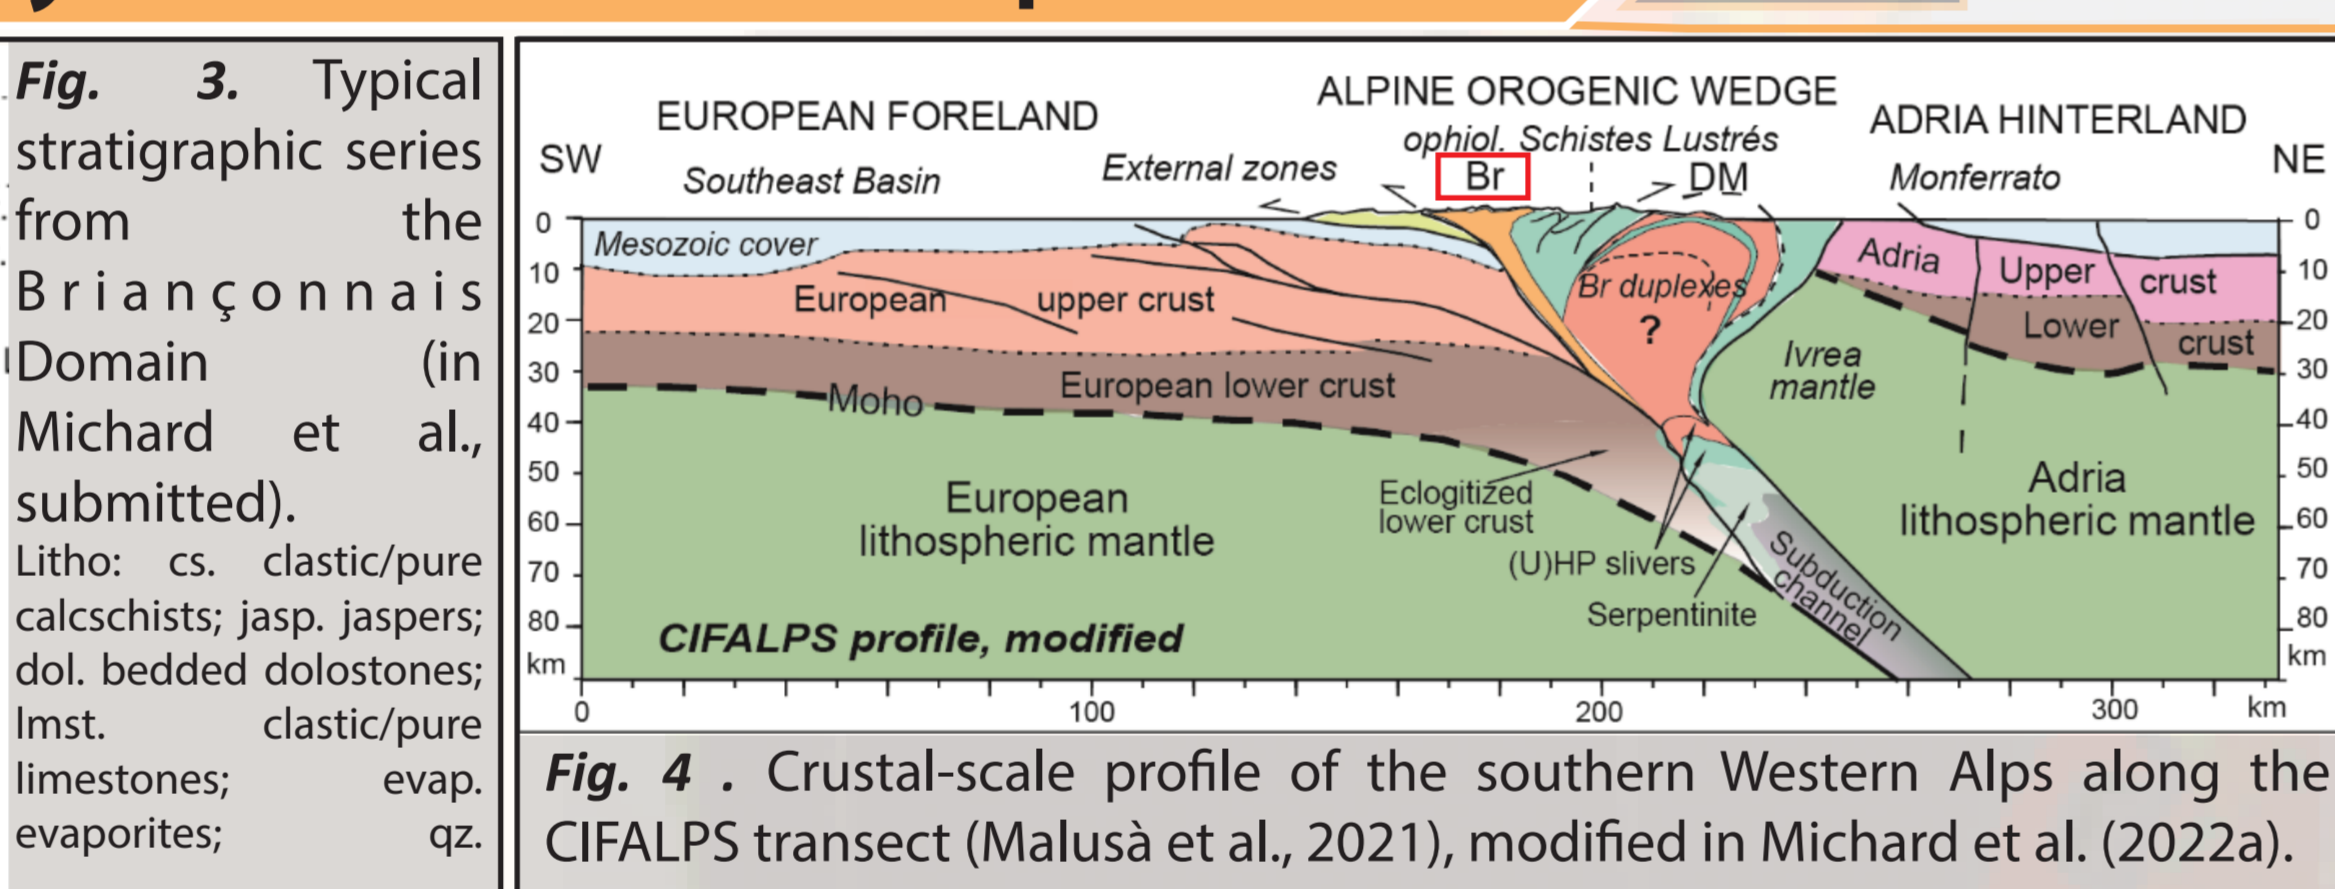 Fig. 3. Typical
stratigraphic series
from the
Briançonnais
Domain (in
Michard et al.,
submitted).
Litho: cs. clastic/pure
calcschists; jasp. jaspers;
dol. bedded dolostones;
lmst. clastic/pure
limestones; evap.
evaporites; qz.
ALPINE OROGENIC WEDGE
EUROPEAN FORELAND
ADRIA HINTERLAND
ophiol. Schistes Lustrés
SW
NE
Southeast Basin
External zones
Br
DM
Monferrato
0
0
Mesozoic cover
10
Adria
Upper
crust
10
European
upper crust
Br duplexes
20
?
Lower
crust
20
30
European lower crust
Ivrea
mantle
30
Moho
40
40
50
Eclogitized
lower crust
50
European
lithospheric mantle
Adria
lithospheric mantle
60
60
(U)HP slivers
Subduction
channel
70
70
Serpentinite
80
80
CIFALPS profile, modified
km
km
0
100
200
300
km
Fig. 4 . Crustal-scale profile of the southern Western Alps along the
CIFALPS transect (Malusà et al., 2021), modified in Michard et al. (2022a).